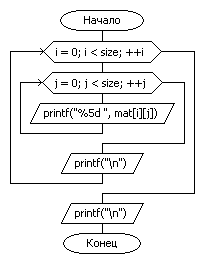 Начало
i = 0; i < size; ++i
j = 0; j < size; ++j
printf("%5d ", mat[i][j])
printf("\n")
printf("\n")
Конец